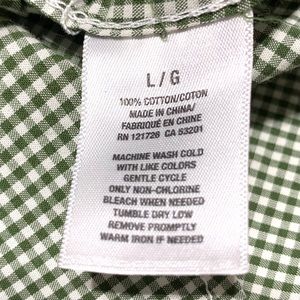 L / G
100% COTTON/COTON
MADE IN CHINA/
FABRIQUÉ EN CHINE
RN 121726 CA 53201
MACHINE WASH COLD
WITH LIKE COLORS
GENTLE CYCLE
ONLY NON-CHLORINE
BLEACH WHEN NEEDED
TUMBLE DRY LOW
REMOVE PROMPTLY
WARM IRON IF NEEDED